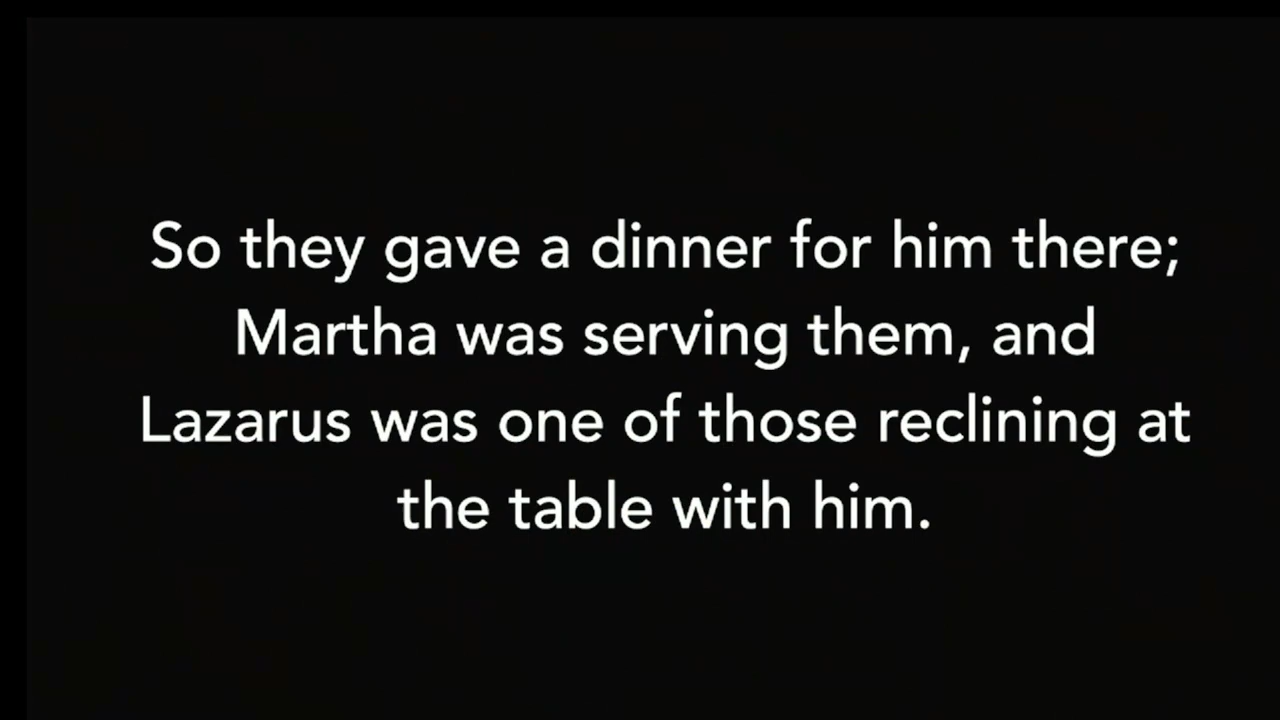 So they gave a dinner for him there;
Martha was serving them, and
Lazarus was one of those reclining at
the table with him.